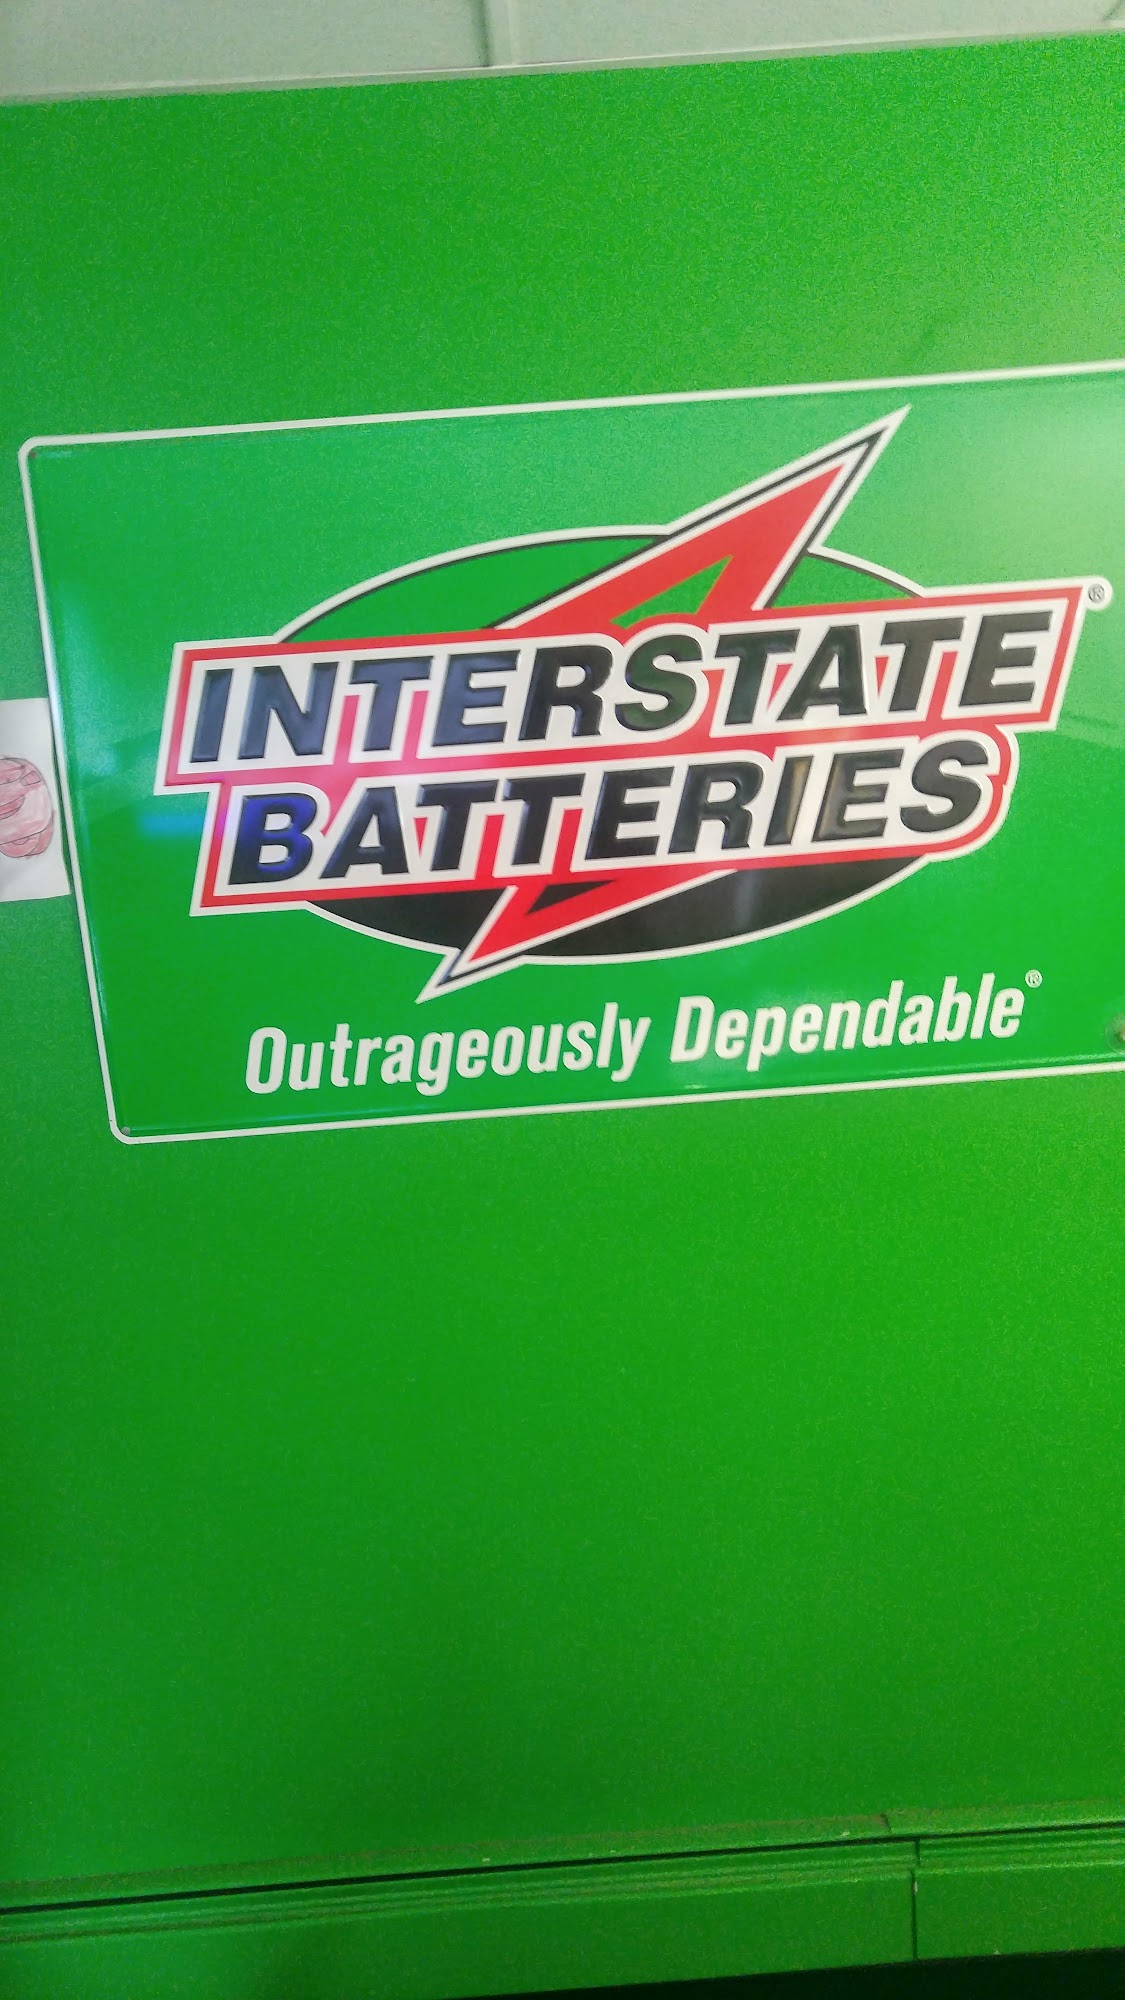 INTERSTATE®
BATTERIES
Outrageously Dependable®